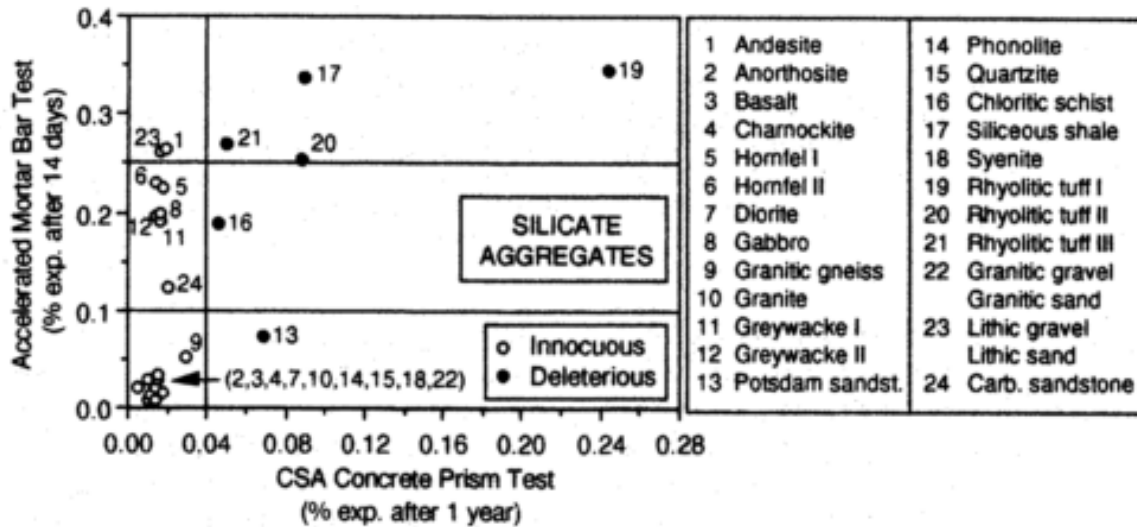 Accelerated Mortar Bar Test
(% exp. after 14 days)
0.4
0.3
0.2
0.1
0.0
17
19
23
1
21
20
6
5
8
12
11
16
24
9
13
(2,3,4,7,10,14,15,18,22)
SILICATE
AGGREGATES
Innocuous
Deleterious
0.00 0.04 0.08 0.12 0.16 0.20 0.24 0.28
CSA Concrete Prism Test
(% exp. after 1 year)
1 Andesite
2 Anorthosite
3 Basalt
4 Charnockite
5 Hornfel I
6 Hornfel II
7 Diorite
8 Gabbro
9 Granitic gneiss
10 Granite
11 Greywacke I
12 Greywacke II
13 Potsdam sandst.
14 Phonolite
15 Quartzite
16 Chloritic schist
17 Siliceous shale
18 Syenite
19 Rhyolitic tuff I
20 Rhyolitic tuff II
21 Rhyolitic tuff III
22 Granitic gravel
Granitic sand
23 Lithic gravel
Lithic sand
24 Carb. sandstone